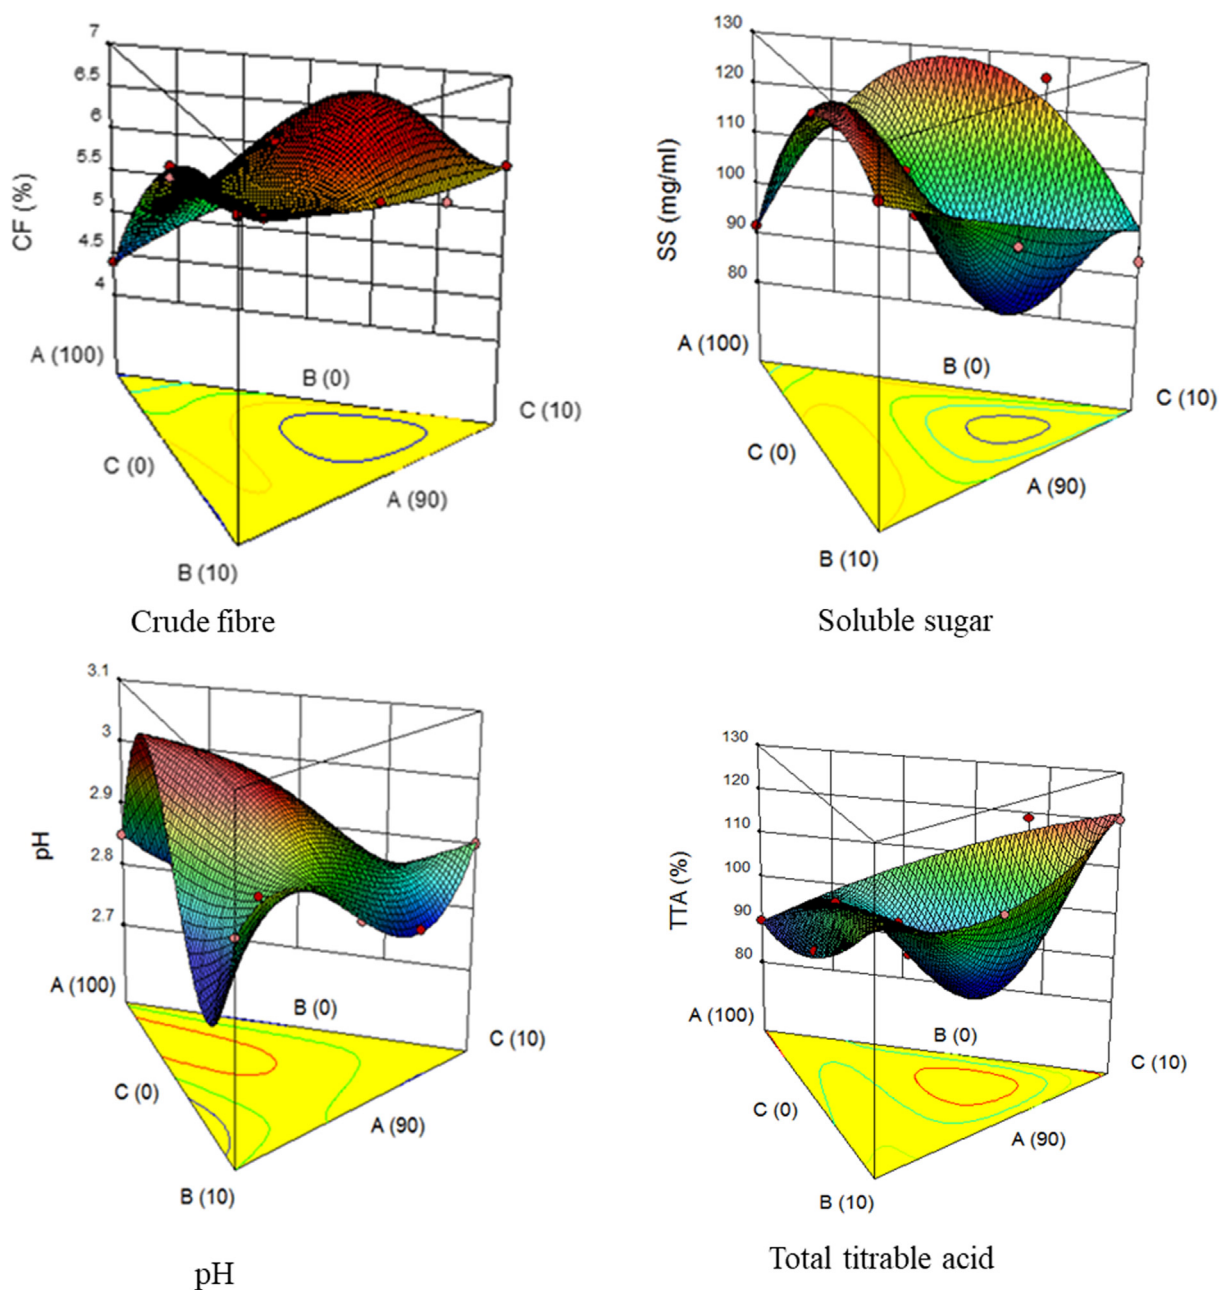 7
6.5
6
5.5
5
4.5
4
CF (%)
A (100)
B (0)
C (10)
C (0)
A (90)
B (10)
Crude fibre
130
120
110
100
90
80
SS (mg/ml)
A (100)
B (0)
C (10)
C (0)
A (90)
B (10)
Soluble sugar
3.1
3
2.9
2.8
2.7
pH
A (100)
B (0)
C (10)
C (0)
A (90)
B (10)
pH
130
120
110
100
90
80
TTA (%)
A (100)
B (0)
C (10)
C (0)
A (90)
B (10)
Total titrable acid